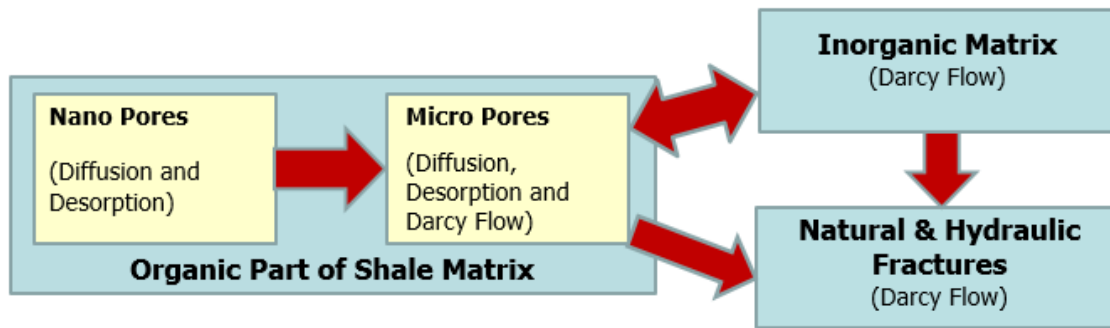 Nano Pores
(Diffusion and
Desorption)
Micro Pores
(Diffusion,
Desorption and
Darcy Flow)
Organic Part of Shale Matrix
Inorganic Matrix
(Darcy Flow)
Natural & Hydraulic
Fractures
(Darcy Flow)